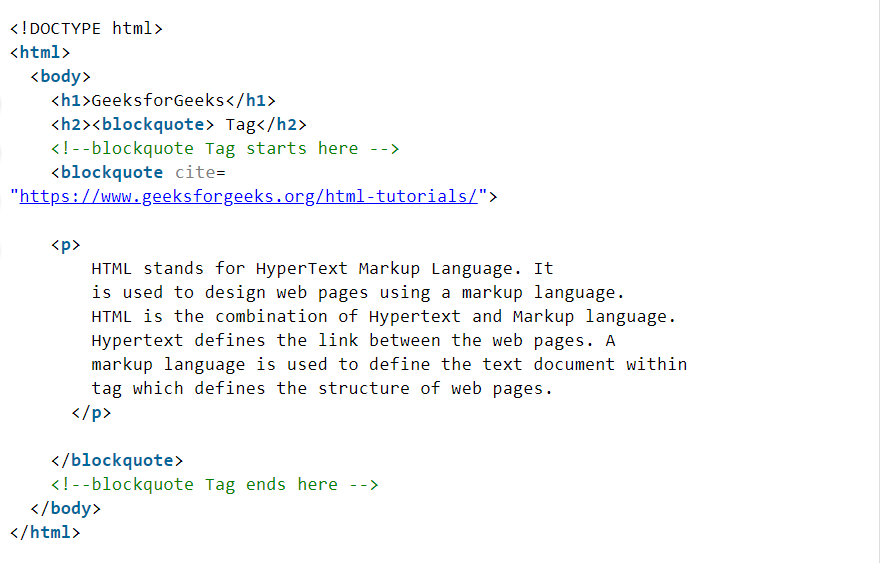 <!DOCTYPE html>
<html>
<body>
<h1>GeeksforGeeks</h1>
<h2><blockquote> Tag</h2>
<!--blockquote Tag starts here -->
<blockquote cite=
"https://www.geeksforgeeks.org/html-tutorials/">
<p>
HTML stands for HyperText Markup Language. It
is used to design web pages using a markup language.
HTML is the combination of Hypertext and Markup language.
Hypertext defines the link between the web pages. A
markup language is used to define the text document within
tag which defines the structure of web pages.
</p>
</blockquote>
<!--blockquote Tag ends here -->
</body>
</html>